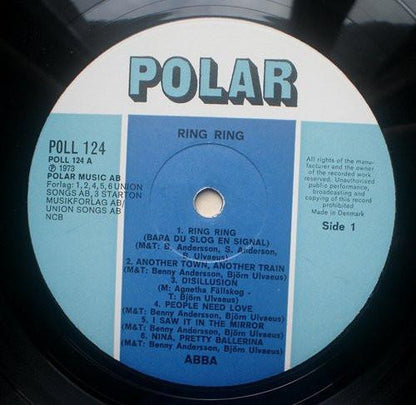 POLAR
RING RING
POLL 124
POLL 124 A
Ⓟ 1973
POLAR MUSIC AB
Förlag: 1, 2, 4, 5, 6 UNION
SONGS AB, 3 STARTON
MUSIKFORLAG AB/
UNION SONGS AB
NCB
All rights of the manu-
facturer and the owner
of the recorded work
reserved. Unauthorised
public performance,
broadcasting and
copying of this record
prohibited
Made in Denmark
Side 1
1. RING RING
(BARA DU SLOG EN SIGNAL)
(M&T: B. Andersson, S. Anderson,
B. Ulvaeus)
2. ANOTHER TOWN, ANOTHER TRAIN
(M&T: Benny Andersson, Björn Ulvaeus)
3. DISILLUSION
(M: Agnetha Fältskog -
T: Björn Ulvaeus)
4. PEOPLE NEED LOVE
(M&T: Benny Andersson, Björn Ulvaeus)
5. I SAW IT IN THE MIRROR
(M&T: Benny Andersson, Björn Ulvaeus)
6. NINA, PRETTY BALLERINA
(M&T: Benny Andersson, Björn Ulvaeus)
ABBA